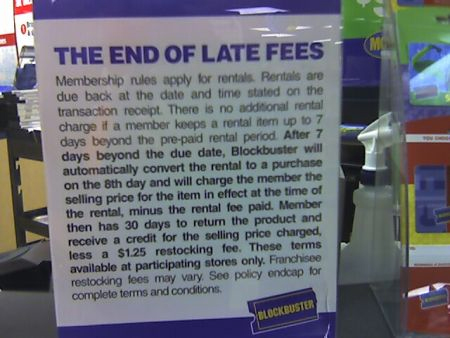 THE END OF LATE FEES
Membership rules apply for rentals. Rentals are
due back at the date and time stated on the
transaction receipt. There is no additional rental
charge if a member keeps a rental item up to 7
days beyond the pre-paid rental period. After 7
days beyond the due date, Blockbuster will
automatically convert the rental to a purchase
on the 8th day and will charge the member the
selling price for the item in effect at the time of
the rental, minus the rental fee paid. Member
then has 30 days to return the product and
receive a credit for the selling price charged,
less a $1.25 restocking fee. These terms
available at participating stores only. Franchisee
restocking fees may vary. See policy endcap for
complete terms and conditions.
BLOCKBUSTER
YOU CHOO